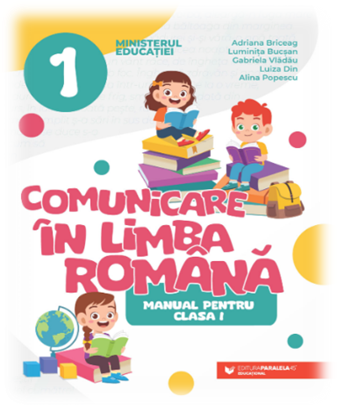 1
MINISTERUL
EDUCAȚIEI
Adriana Briceag
Luminița Bucșan
Gabriela Vlădău
Luiza Din
Alina Popescu
COMUNICARE
ÎN LIMBA
ROMÂNĂ
MANUAL PENTRU
CLASA I
EDITURA PARALELA 45
EDUCAȚIONAL